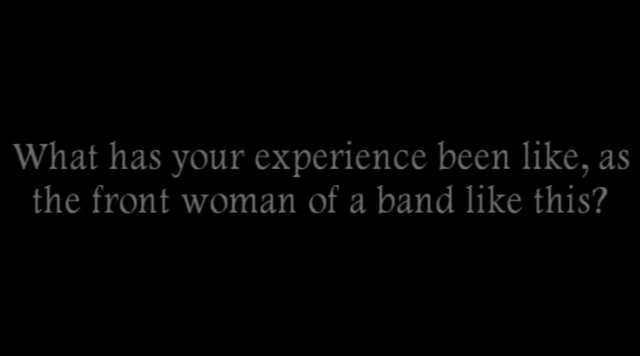 What has your experience been like, as
the front woman of a band like this?